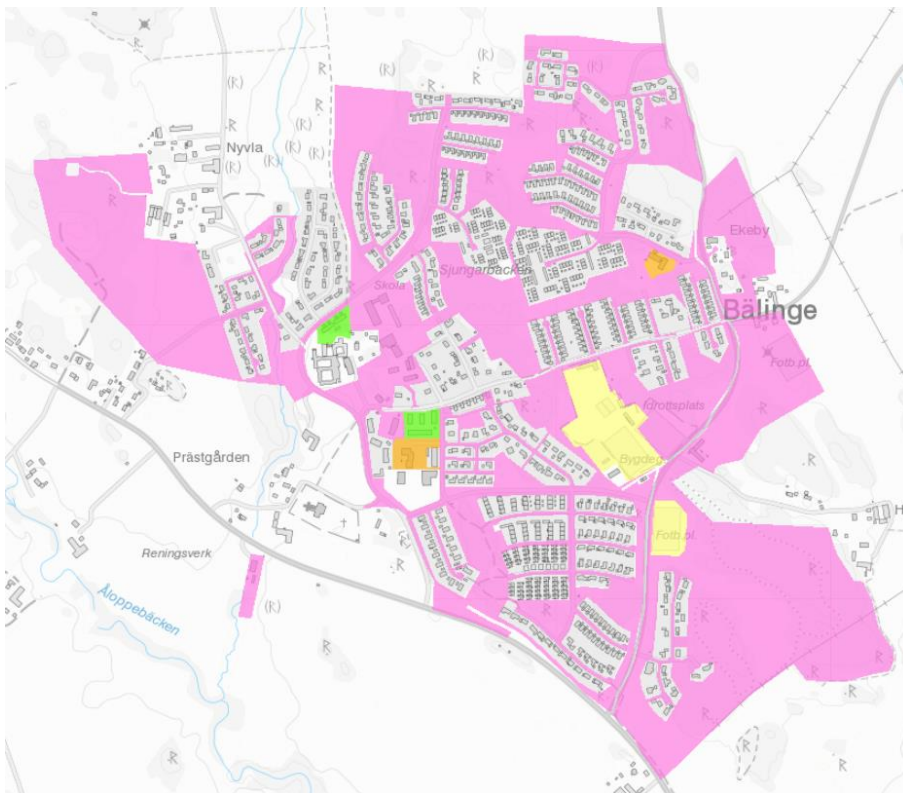 R
(R)
(R)
R
(R)
R
(R)
R
(R)
(R)
Nyvla
(R)
(R)
(R)
R
R
R
Ekeby
Sjungarbacken
Skola
Bälinge
Fotb.pl.
Idrottsplats
R
Prästgården
Bygdeg
R
H
Fotb.pl.
Reningsverk
R
Åloppebäcken
(R)
R
R
R
R
R
R